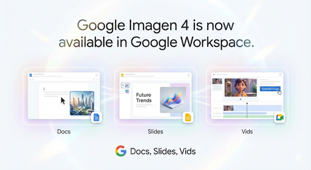 Google Imagen 4 is now
available in Google Workspace.
Future
Trends
Docs
Slides
Vids
Docs, Slides, Vids